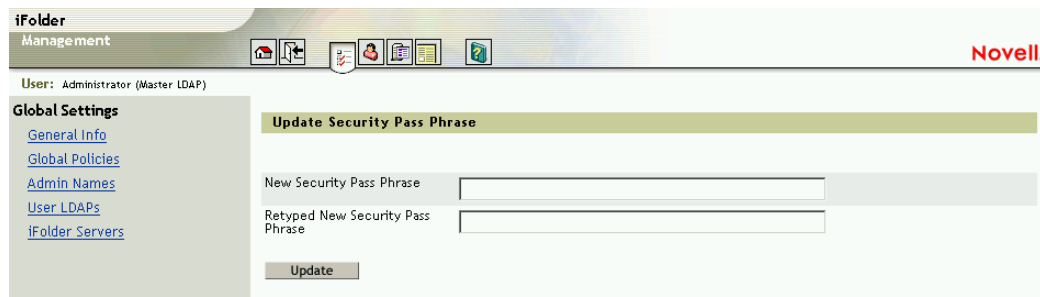 iFolder
Management
Novell
User: Administrator (Master LDAP)
Global Settings
General Info
Global Policies
Admin Names
User LDAPs
iFolder Servers
Update Security Pass Phrase
New Security Pass Phrase
Retyped New Security Pass
Phrase
Update